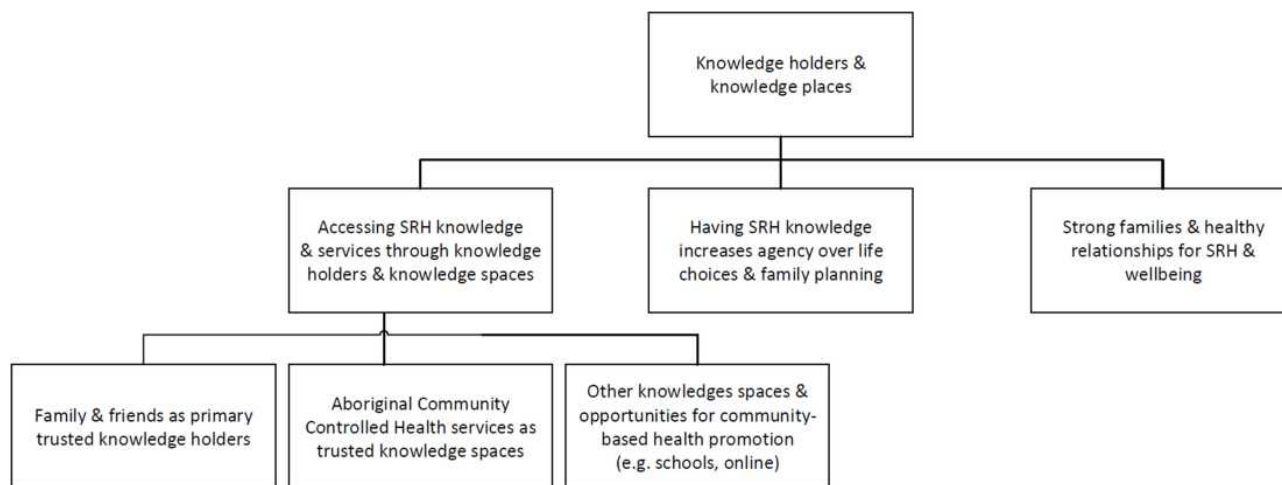 Knowledge holders &
knowledge places
Accessing SRH knowledge
& services through knowledge
holders & knowledge spaces
Having SRH knowledge
increases agency over life
choices & family planning
Strong families & healthy
relationships for SRH &
wellbeing
Family & friends as primary
trusted knowledge holders
Aboriginal Community
Controlled Health services as
trusted knowledge spaces
Other knowledges spaces &
opportunities for community-
based health promotion
(e.g. schools, online)